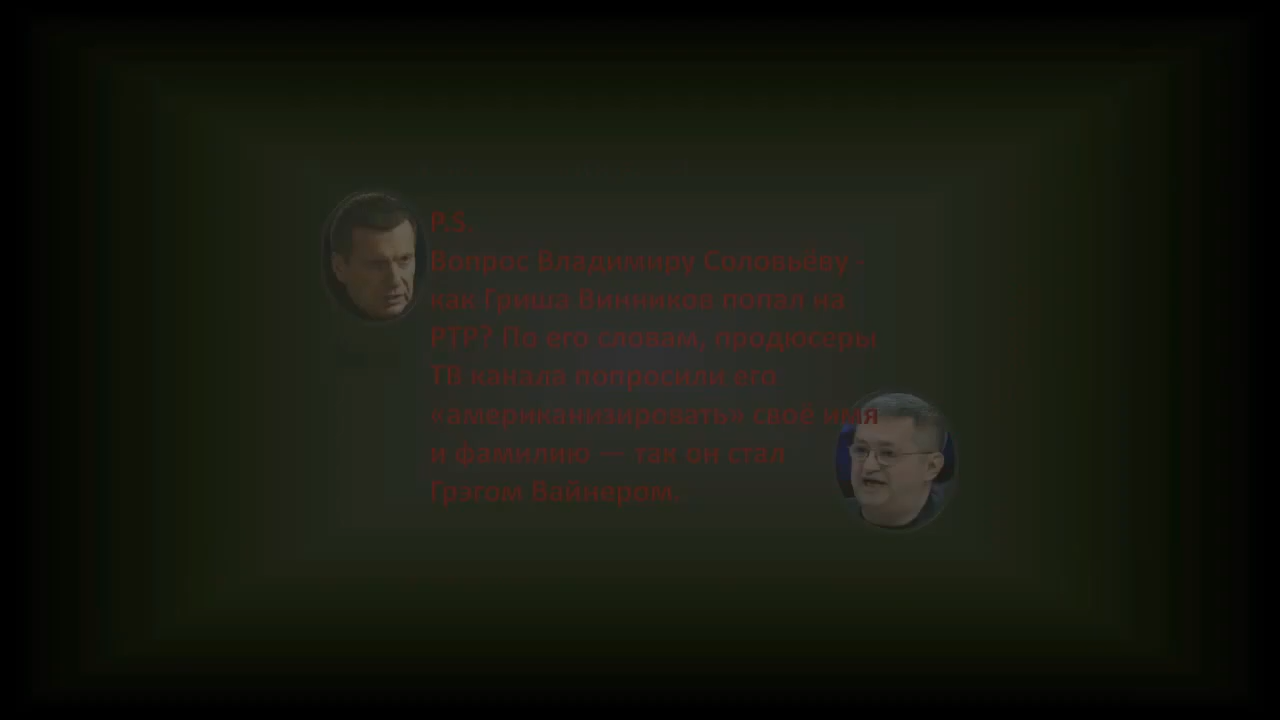 P.S.
Вопрос Владимиру Соловьёву -
как Гриша Винников попал на
РТР? По его словам, продюсеры
ТВ канала попросили его
«американизировать» своё имя
и фамилию — так он стал
Грэгом Вайнером.